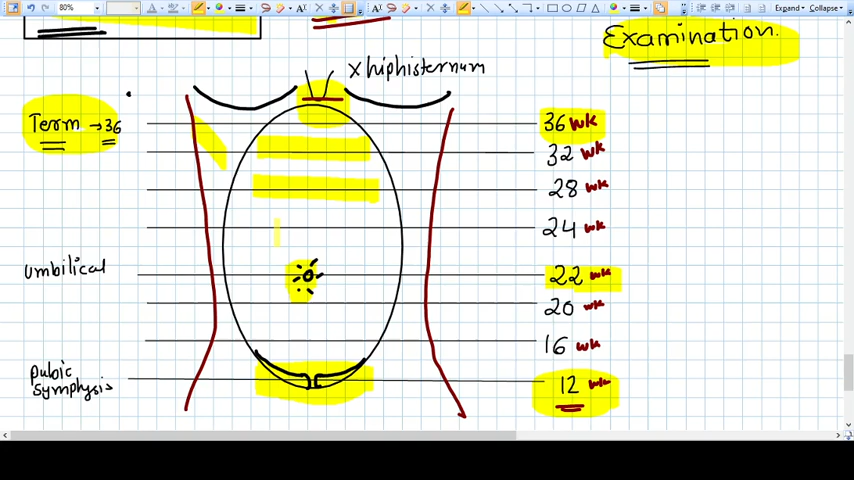 80%
Expand
Collapse
Examination.
xhiphisternum
Term → 36
36 wk
32 wk
28 wk
24 wk
umbilical
22 wk
20 wk
16 wk
pubic
symphysis
12 wk